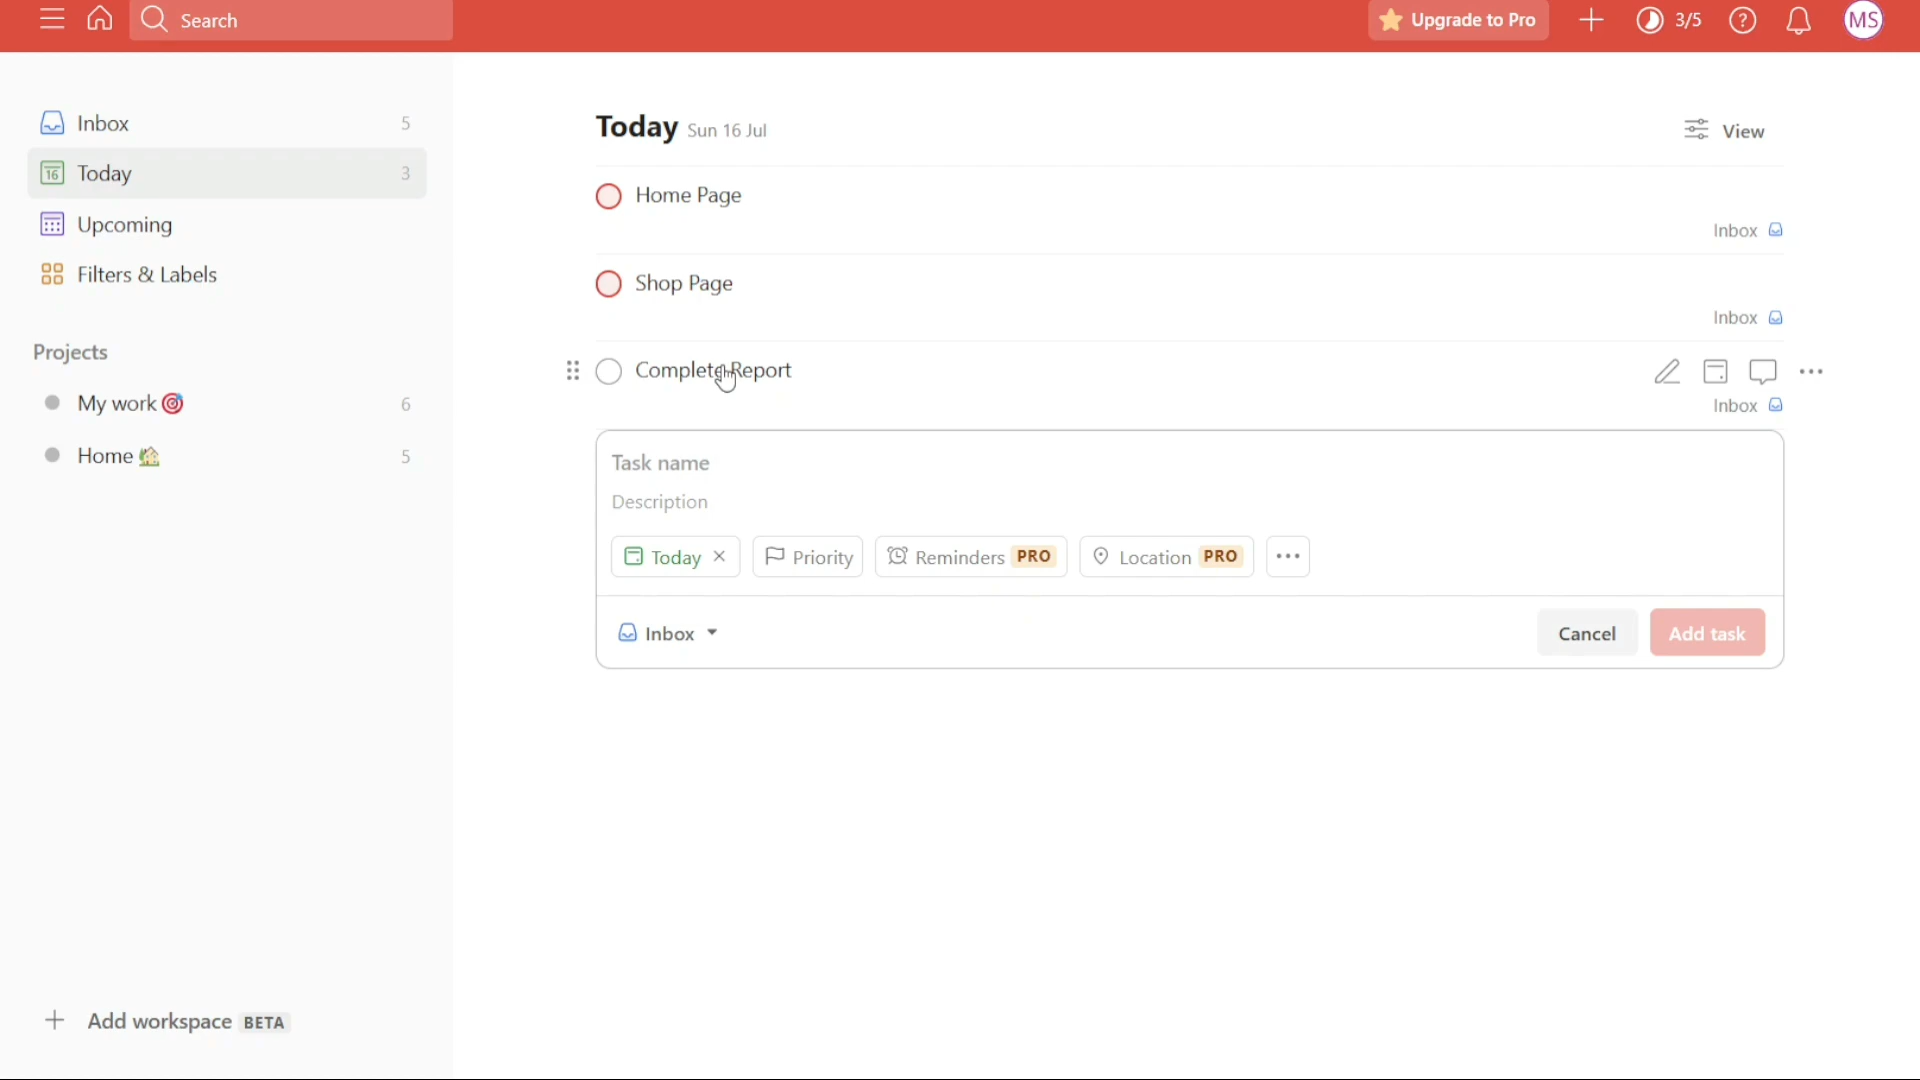 Search
Upgrade to Pro
3/5
MS
Inbox 5
16 Today 3
Upcoming
Filters & Labels
Projects
My work🎯 6
Home 🏡 5
Add workspace BETA
Today Sun 16 Jul
View
Home Page
Inbox
Shop Page
Inbox
Complete Report
Inbox
Task name
Description
Today
Priority
Reminders PRO
Location PRO
Inbox
Cancel
Add task